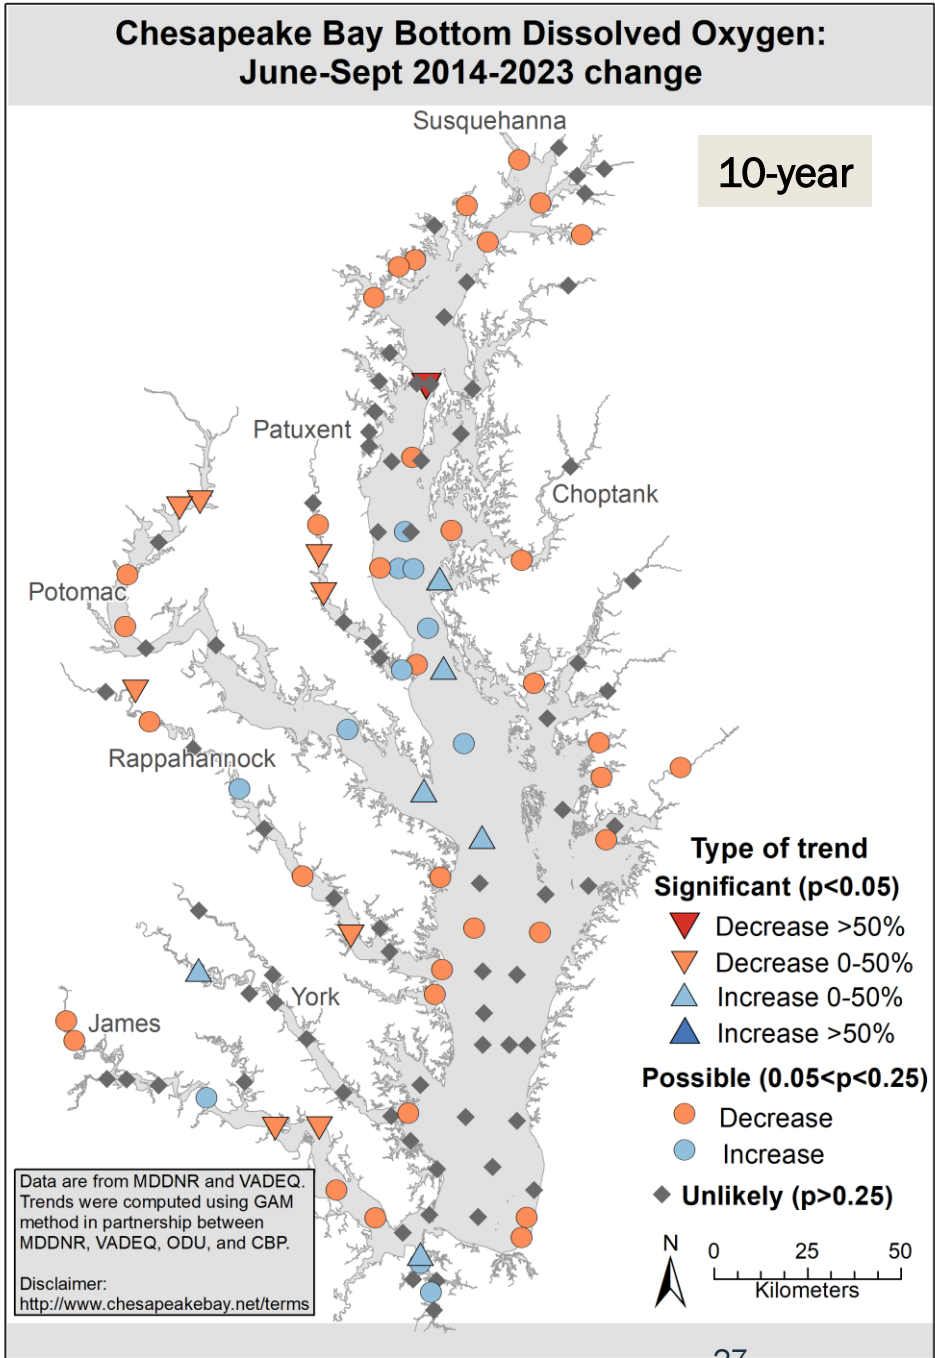 Chesapeake Bay Bottom Dissolved Oxygen:
June-Sept 2014-2023 change
Susquehanna
10-year
Patuxent
Choptank
Potomac
Rappahannock
York
James
Type of trend
Significant (p<0.05)
Decrease >50%
Decrease 0-50%
Increase 0-50%
Increase >50%
Possible (0.05<p<0.25)
Decrease
Increase
Unlikely (p>0.25)
N
0 25 50
Kilometers
Data are from MDDNR and VADEQ.
Trends were computed using GAM
method in partnership between
MDDNR, VADEQ, ODU, and CBP.
Disclaimer:
http://www.chesapeakebay.net/terms